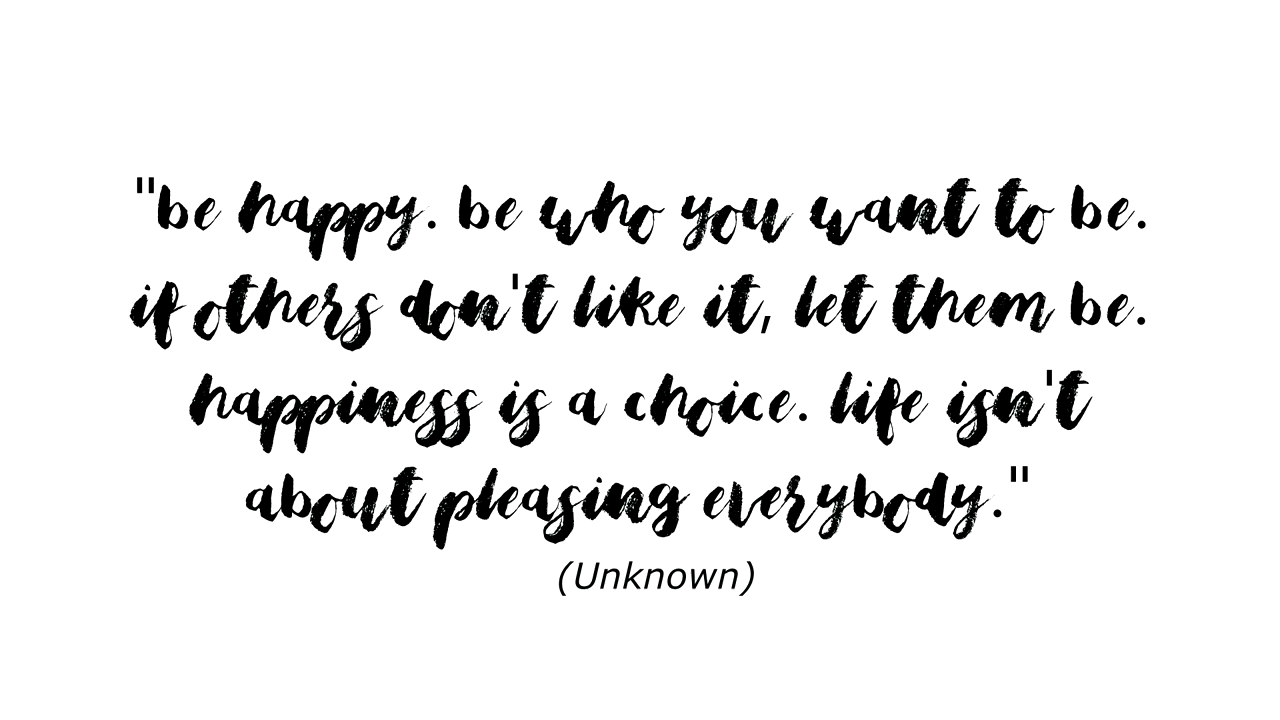 "be happy. be who you want to be.
if others don't like it, let them be.
happiness is a choice. life isn't
about pleasing everybody."
(Unknown)